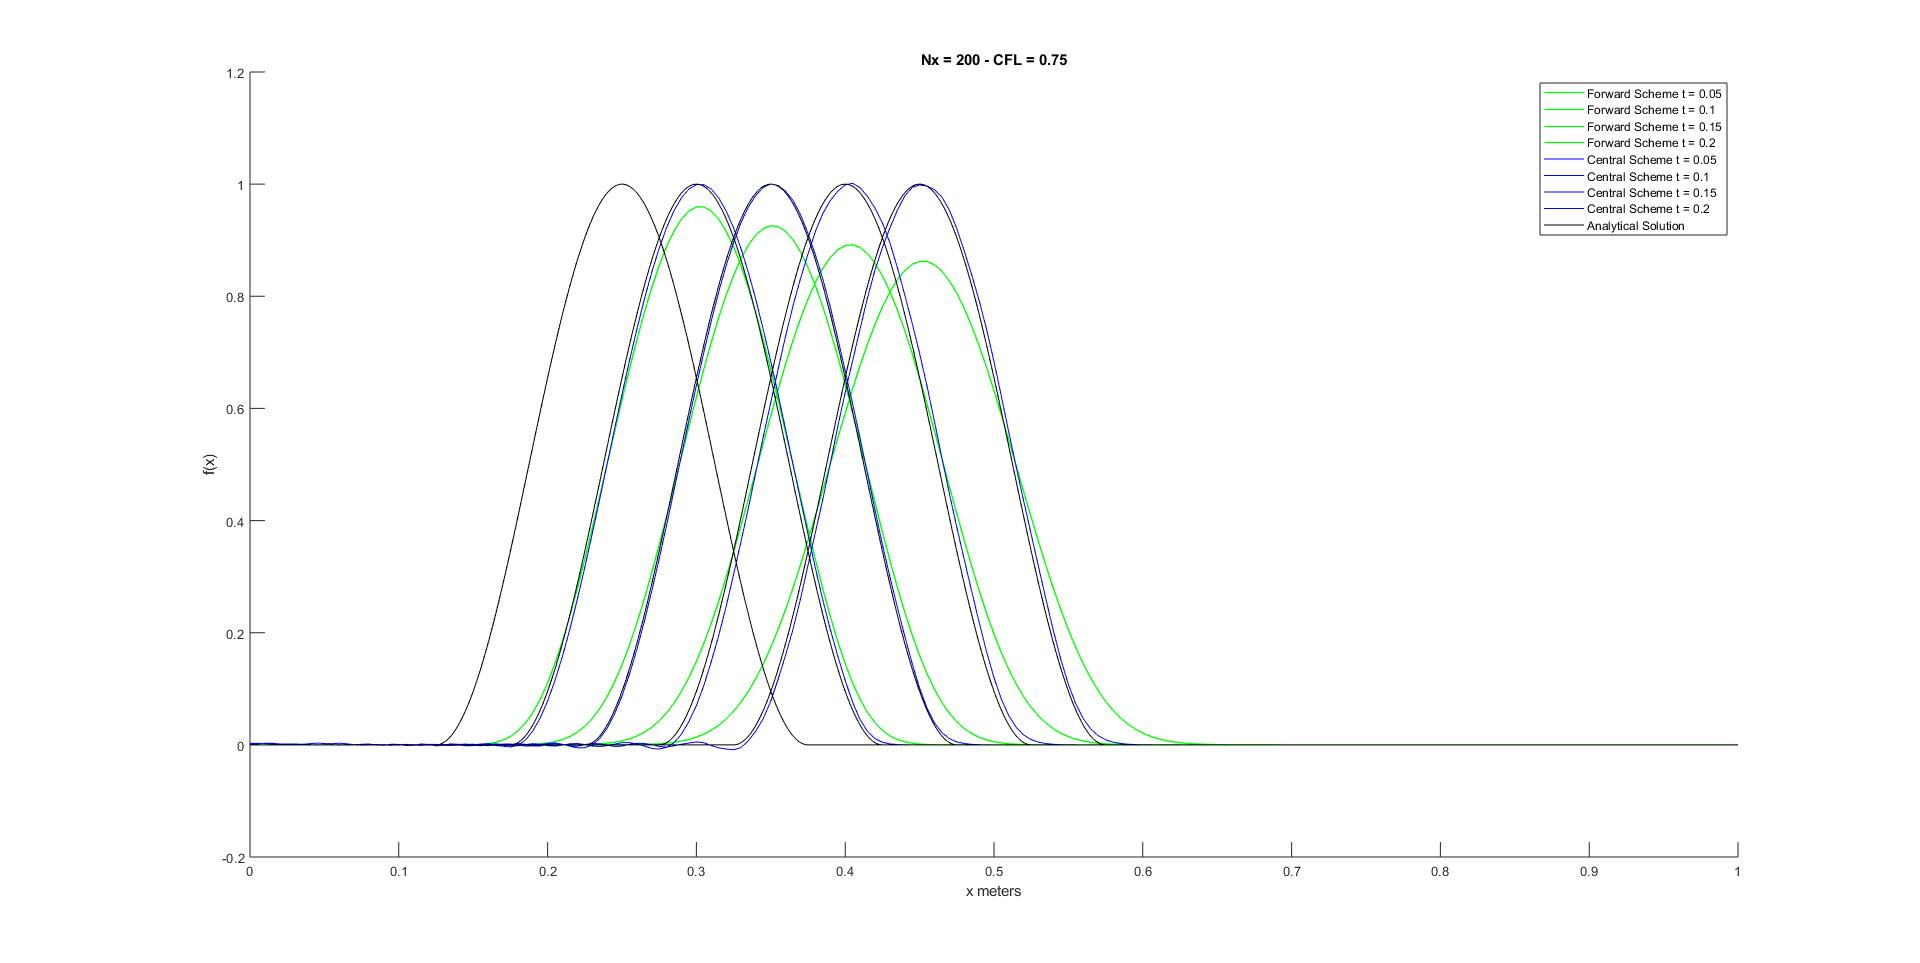 Nx = 200 - CFL = 0.75
1.2
1
0.8
0.6
0.4
0.2
0
-0.2
f(x)
Forward Scheme t = 0.05
Forward Scheme t = 0.1
Forward Scheme t = 0.15
Forward Scheme t = 0.2
Central Scheme t = 0.05
Central Scheme t = 0.1
Central Scheme t = 0.15
Central Scheme t = 0.2
Analytical Solution
0 0.1 0.2 0.3 0.4 0.5 0.6 0.7 0.8 0.9 1
x meters